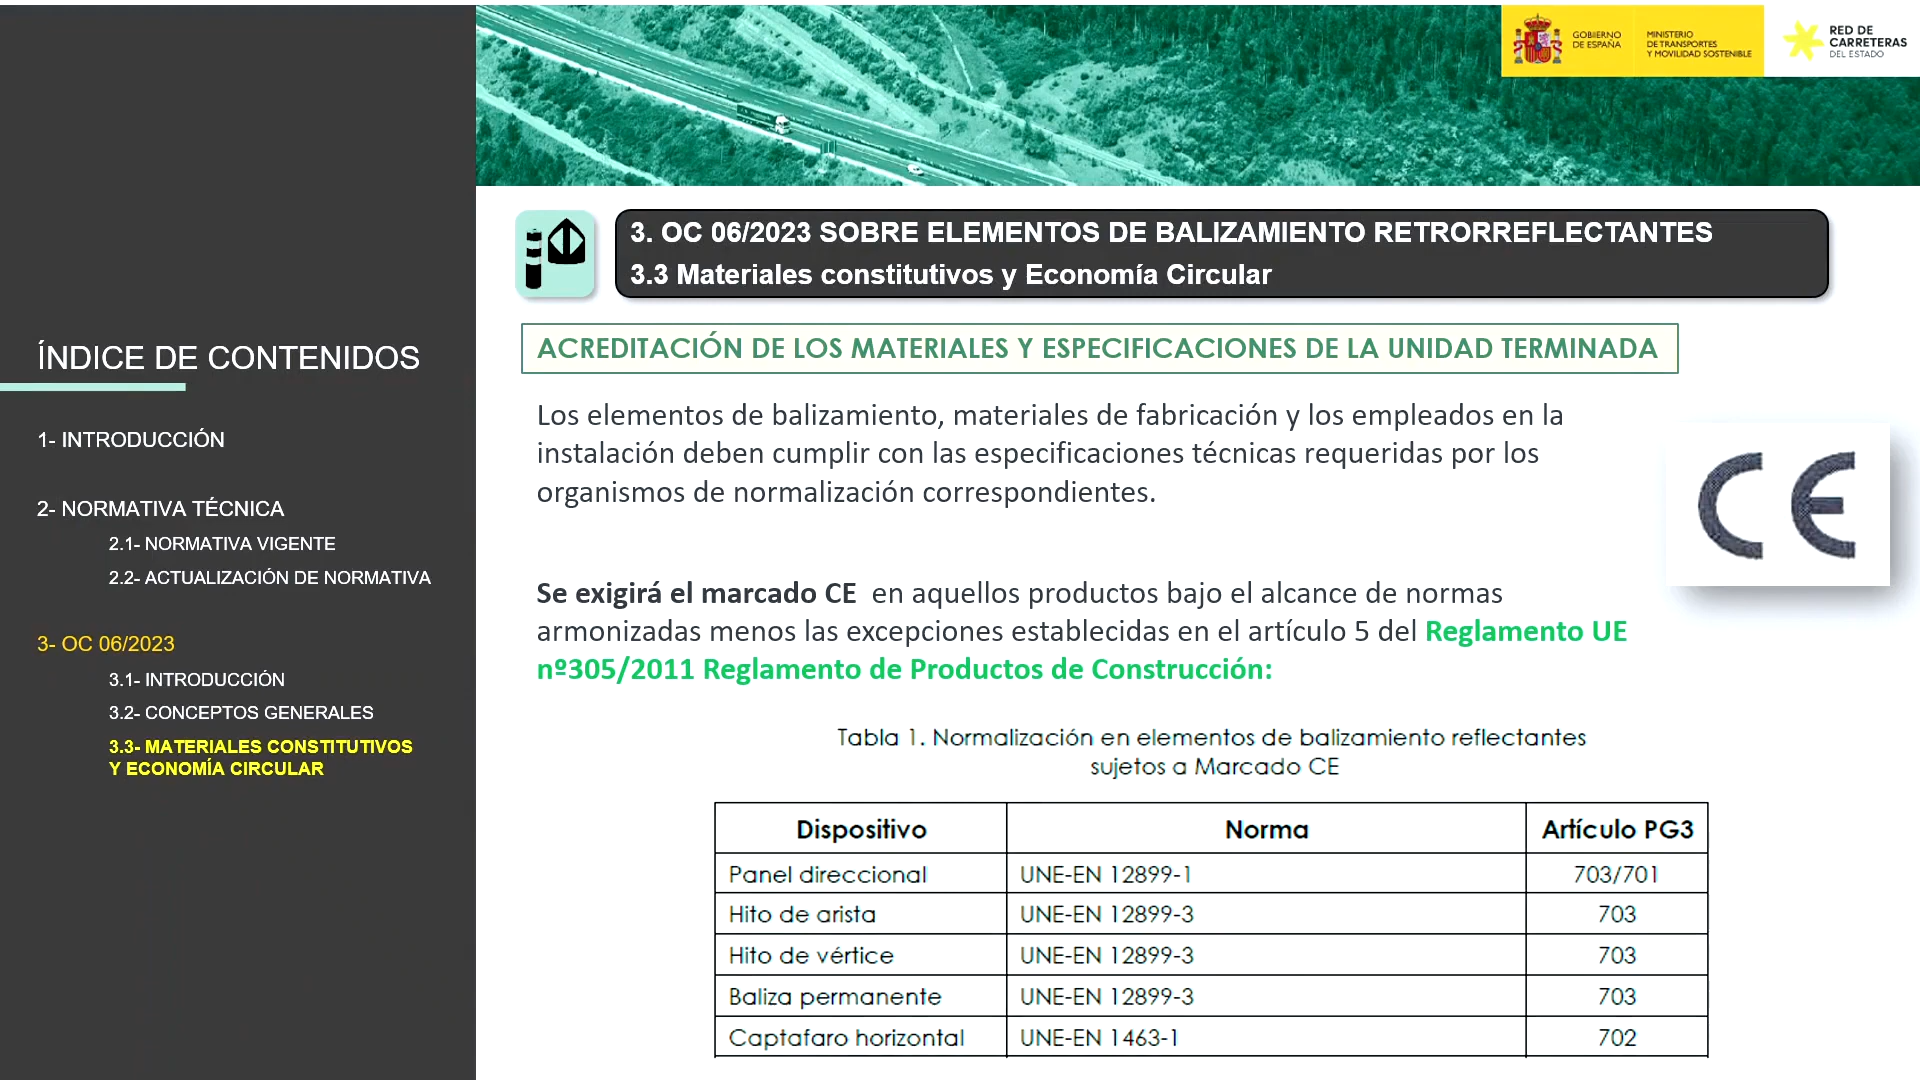 GOBIERNO
DE ESPAÑA
MINISTERIO
DE TRANSPORTES
Y MOVILIDAD SOSTENIBLE
RED DE
CARRETERAS
DEL ESTADO
ÍNDICE DE CONTENIDOS
1- INTRODUCCIÓN
2- NORMATIVA TÉCNICA
2.1- NORMATIVA VIGENTE
2.2- ACTUALIZACIÓN DE NORMATIVA
3- OC 06/2023
3.1- INTRODUCCIÓN
3.2- CONCEPTOS GENERALES
3.3- MATERIALES CONSTITUTIVOS
Y ECONOMÍA CIRCULAR
3. OC 06/2023 SOBRE ELEMENTOS DE BALIZAMIENTO RETRORREFLECTANTES
3.3 Materiales constitutivos y Economía Circular
ACREDITACIÓN DE LOS MATERIALES Y ESPECIFICACIONES DE LA UNIDAD TERMINADA
Los elementos de balizamiento, materiales de fabricación y los empleados en la
instalación deben cumplir con las especificaciones técnicas requeridas por los
organismos de normalización correspondientes.
CE
Se exigirá el marcado CE en aquellos productos bajo el alcance de normas
armonizadas menos las excepciones establecidas en el artículo 5 del Reglamento UE
nº305/2011 Reglamento de Productos de Construcción:
Tabla 1. Normalización en elementos de balizamiento reflectantes
sujetos a Marcado CE
Dispositivo Norma Artículo PG3
Panel direccional UNE-EN 12899-1 703/701
Hito de arista UNE-EN 12899-3 703
Hito de vértice UNE-EN 12899-3 703
Baliza permanente UNE-EN 12899-3 703
Captafaro horizontal UNE-EN 1463-1 702